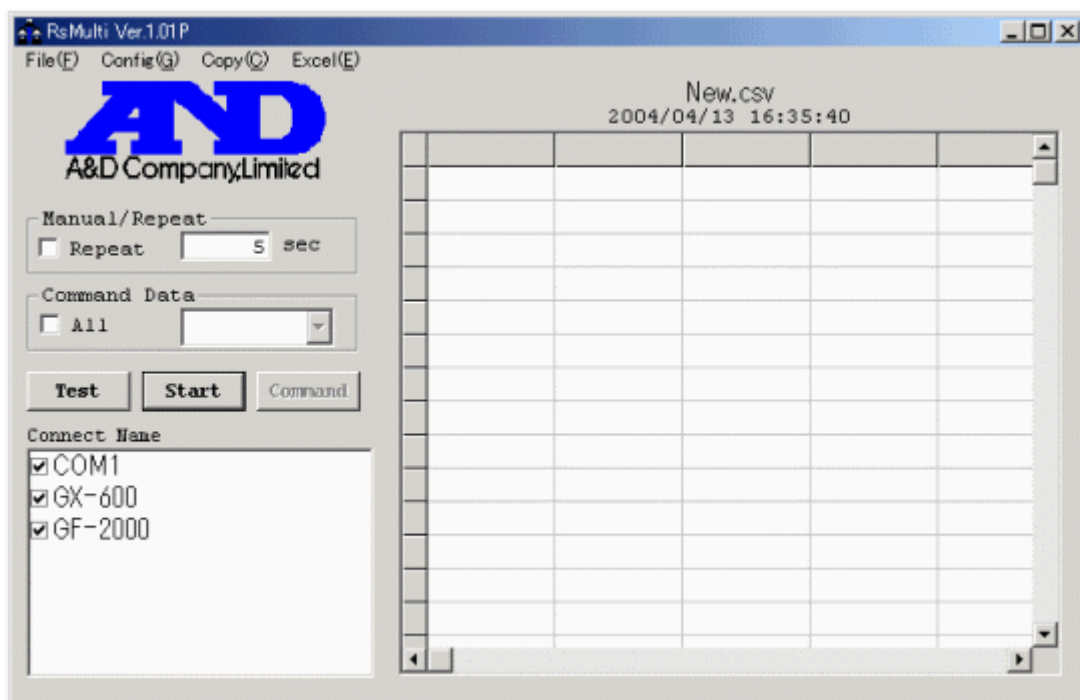 RsMulti Ver.1.01P
File(F) Config(G) Copy(C) Excel(E)
AND
A&D Company,Limited
New.csv
2004/04/13 16:35:40
Manual/Repeat
Repeat 5 sec
Command Data
All
Test Start Command
Connect Name
COM1
GX-600
GF-2000